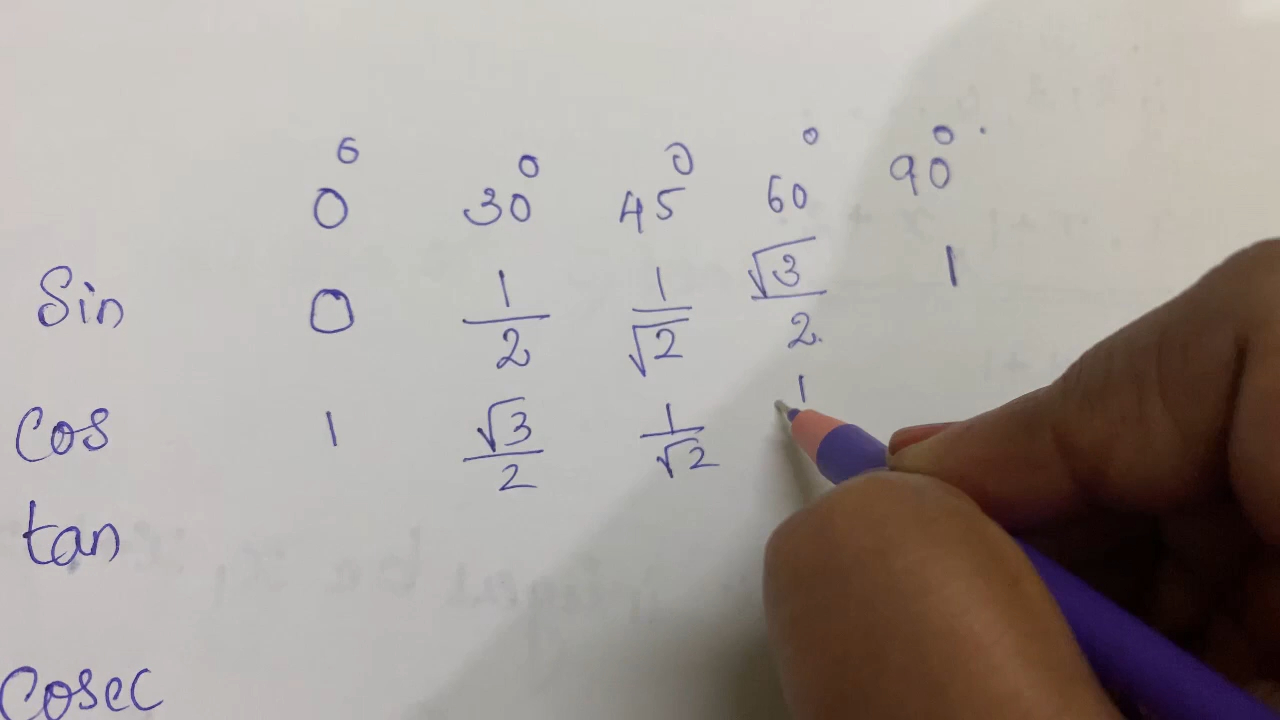 0° 30° 45° 60° 90°.
Sin 0 1/2 1/√2 √3/2. 1
Cos 1 √3/2 1/√2 1
tan
Cosec